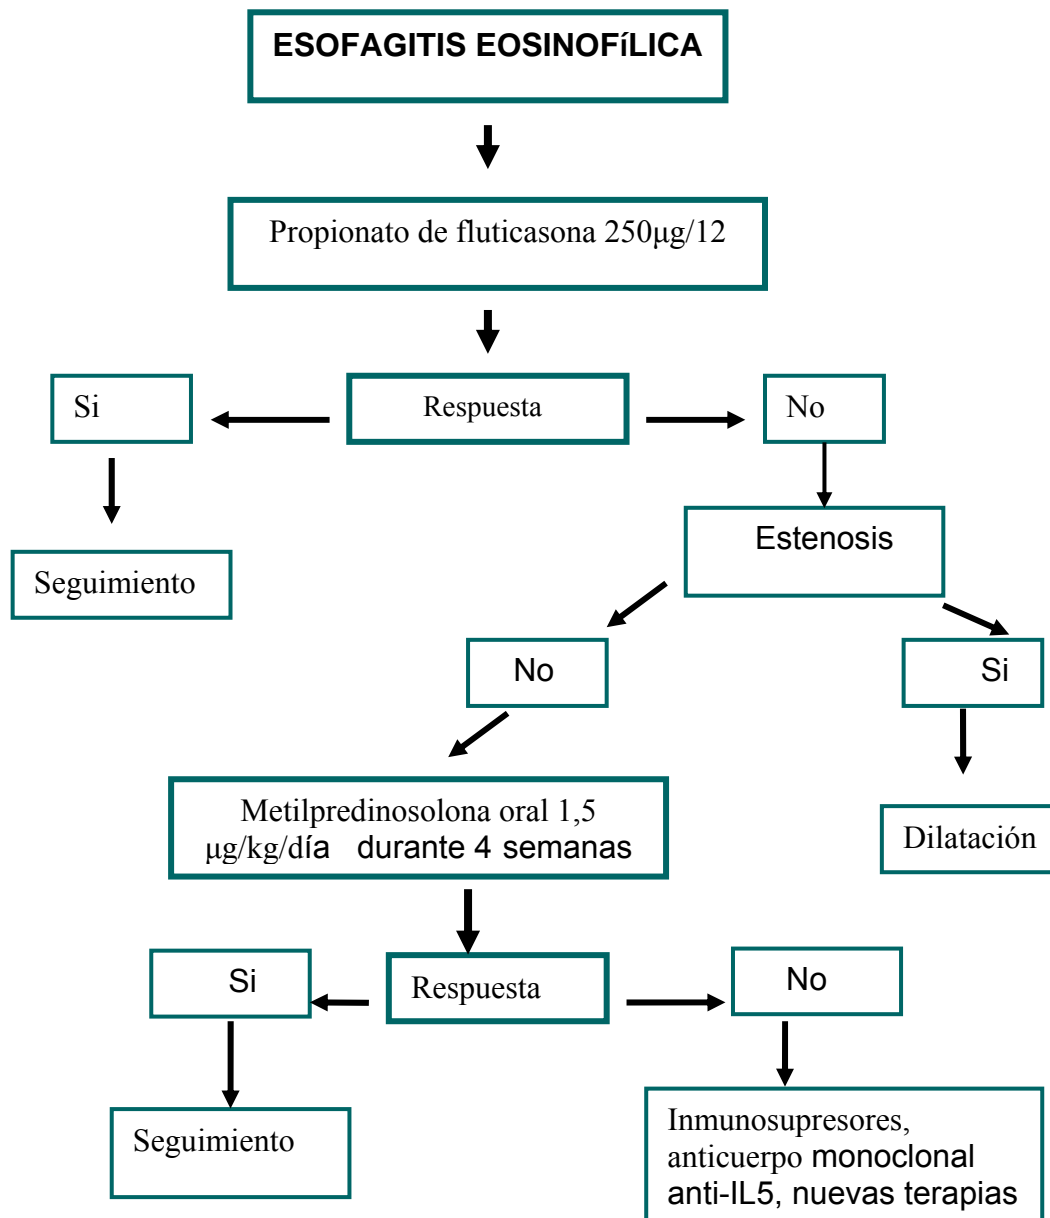 ESOFAGITIS EOSINOFíLICA
Propionato de fluticasona 250μg/12
Si
Respuesta
No
Estenosis
Seguimiento
No
Si
Metilpredinosolona oral 1,5
μg/kg/día durante 4 semanas
Dilatación
Si
Respuesta
No
Seguimiento
Inmunosupresores,
anticuerpo monoclonal
anti-IL5, nuevas terapias